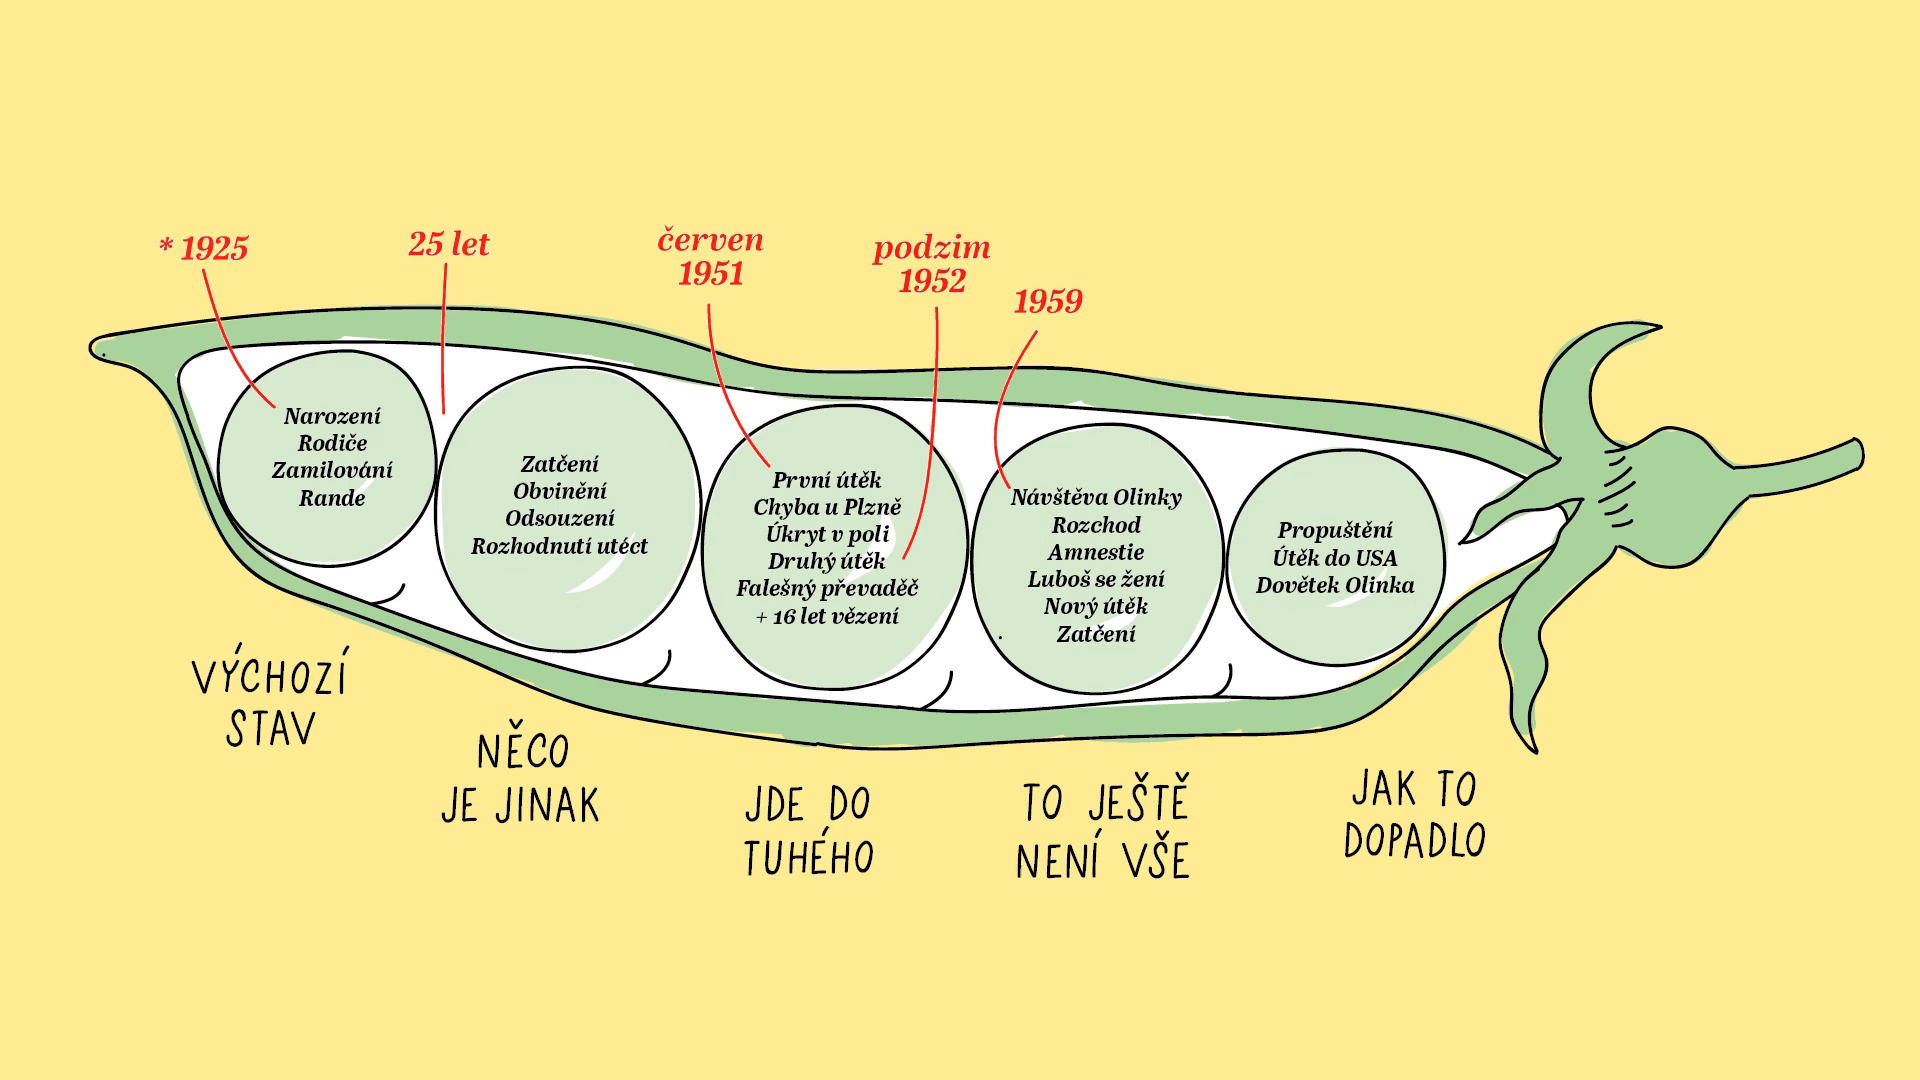 * 1925
25 let
červen
1951
podzim
1952
1959
Narození
Rodiče
Zamilování
Rande
Zatčení
Obvinění
Odsouzení
Rozhodnutí utéct
První útěk
Chyba u Plzně
Úkryt v poli
Druhý útěk
Falešný převaděč
+ 16 let vězení
Návštěva Olinky
Rozchod
Amnestie
Luboš se žení
Nový útěk
Zatčení
Propuštění
Útěk do USA
Dovětek Olinka
VÝCHOZÍ
STAV
NĚCO
JE JINAK
JDE DO
TUHÉHO
TO JEŠTĚ
NENÍ VŠE
JAK TO
DOPADLO